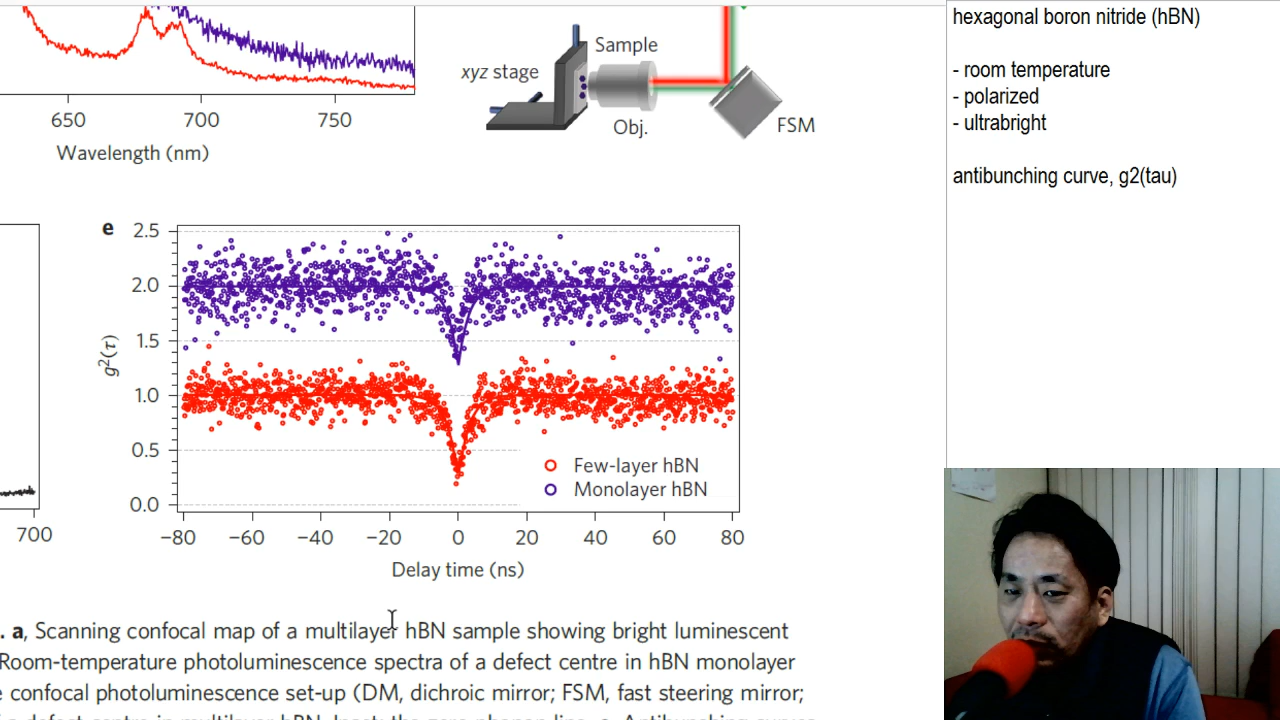 650
700
750
Wavelength (nm)
Sample
xyz stage
Obj.
FSM
e
2.5
2.0
1.5
1.0
0.5
0.0
g²(τ)
Few-layer hBN
Monolayer hBN
−80
−60
−40
−20
0
20
40
60
80
Delay time (ns)
700
. a, Scanning confocal map of a multilayer hBN sample showing bright luminescent
Room-temperature photoluminescence spectra of a defect centre in hBN monolayer
e confocal photoluminescence set-up (DM, dichroic mirror; FSM, fast steering mirror;
hexagonal boron nitride (hBN)
- room temperature
- polarized
- ultrabright
antibunching curve, g2(tau)